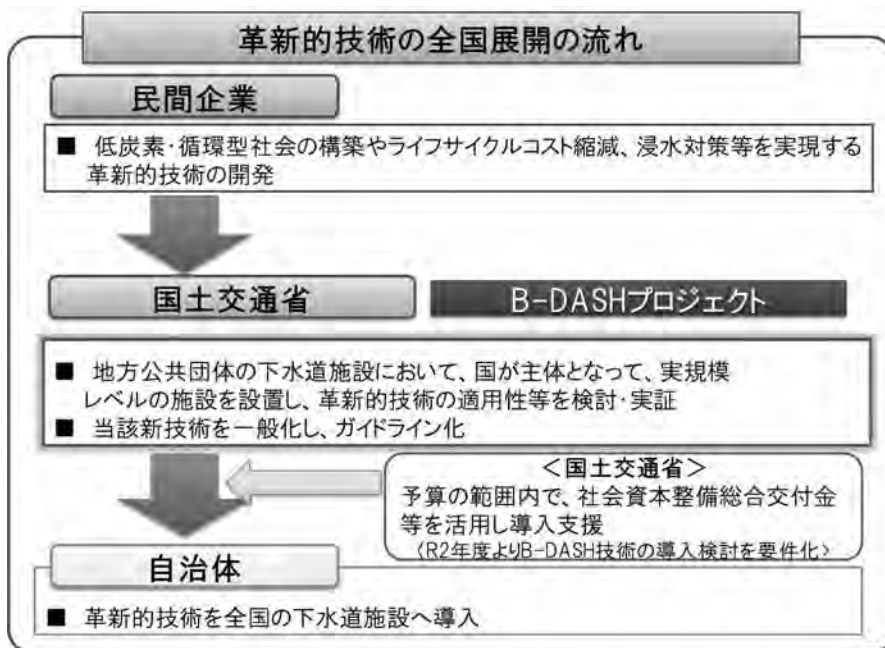 革新的技術の全国展開の流れ
民間企業
■ 低炭素・循環型社会の構築やライフサイクルコスト縮減、浸水対策等を実現する
革新的技術の開発
国土交通省
B-DASHプロジェクト
■ 地方公共団体の下水道施設において、国が主体となって、実規模
レベルの施設を設置し、革新的技術の適用性等を検討・実証
■ 当該新技術を一般化し、ガイドライン化
＜国土交通省＞
予算の範囲内で、社会資本整備総合交付金
等を活用し導入支援
〈R2年度よりB-DASH技術の導入検討を要件化〉
自治体
■ 革新的技術を全国の下水道施設へ導入